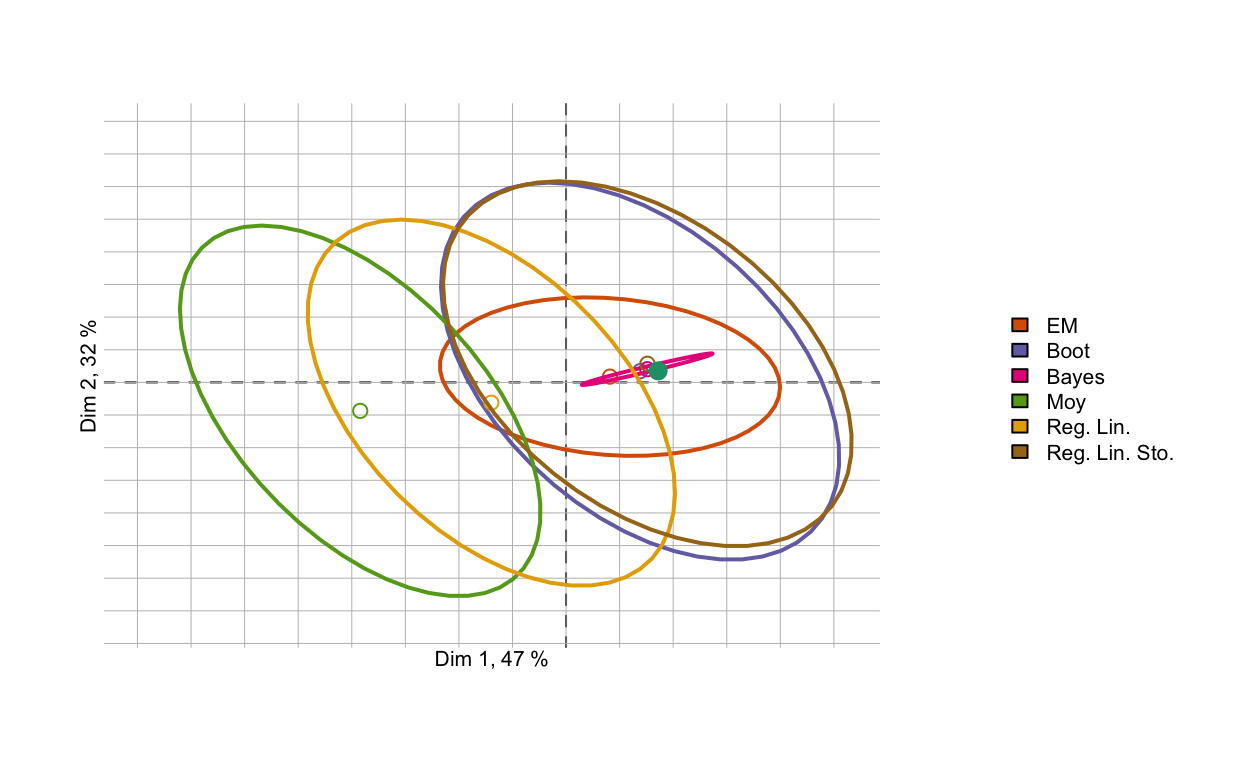 Dim 2, 32 %
Dim 1, 47 %
EM
Boot
Bayes
Moy
Reg. Lin.
Reg. Lin. Sto.